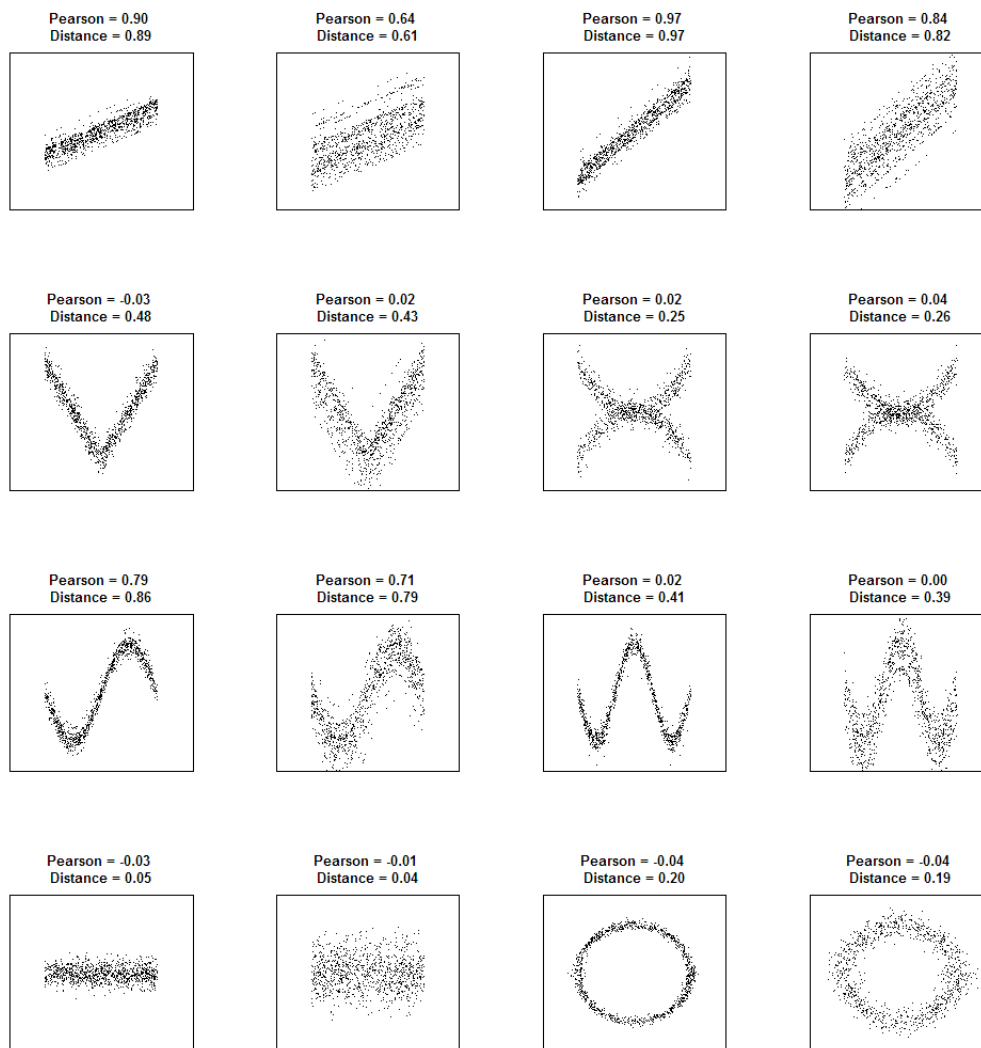 Pearson = 0.90
Distance = 0.89
Pearson = 0.64
Distance = 0.61
Pearson = 0.97
Distance = 0.97
Pearson = 0.84
Distance = 0.82
Pearson = -0.03
Distance = 0.48
Pearson = 0.02
Distance = 0.43
Pearson = 0.02
Distance = 0.25
Pearson = 0.04
Distance = 0.26
Pearson = 0.79
Distance = 0.86
Pearson = 0.71
Distance = 0.79
Pearson = 0.02
Distance = 0.41
Pearson = 0.00
Distance = 0.39
Pearson = -0.03
Distance = 0.05
Pearson = -0.01
Distance = 0.04
Pearson = -0.04
Distance = 0.20
Pearson = -0.04
Distance = 0.19